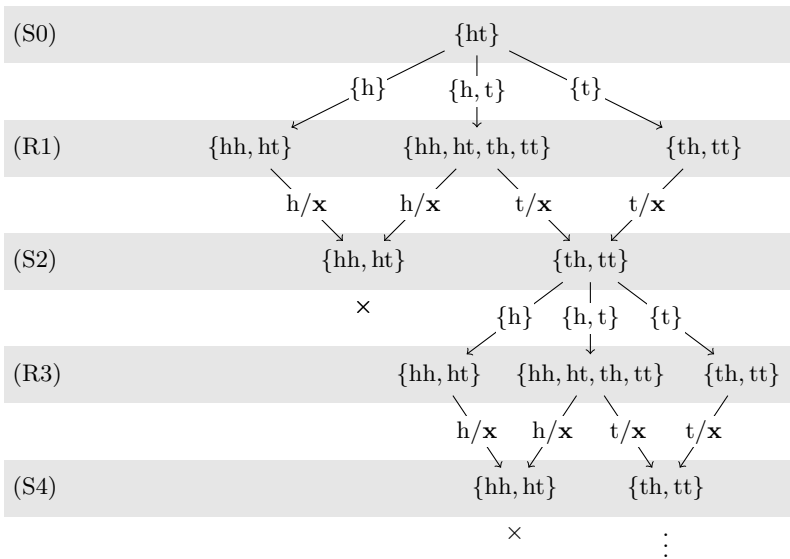 (S0) {ht}
{h} {h, t} {t}
(R1) {hh, ht} {hh, ht, th, tt} {th, tt}
h/x h/x t/x t/x
(S2) {hh, ht} {th, tt}
×
{h} {h, t} {t}
(R3) {hh, ht} {hh, ht, th, tt} {th, tt}
h/x h/x t/x t/x
(S4) {hh, ht} {th, tt}
× ⋮